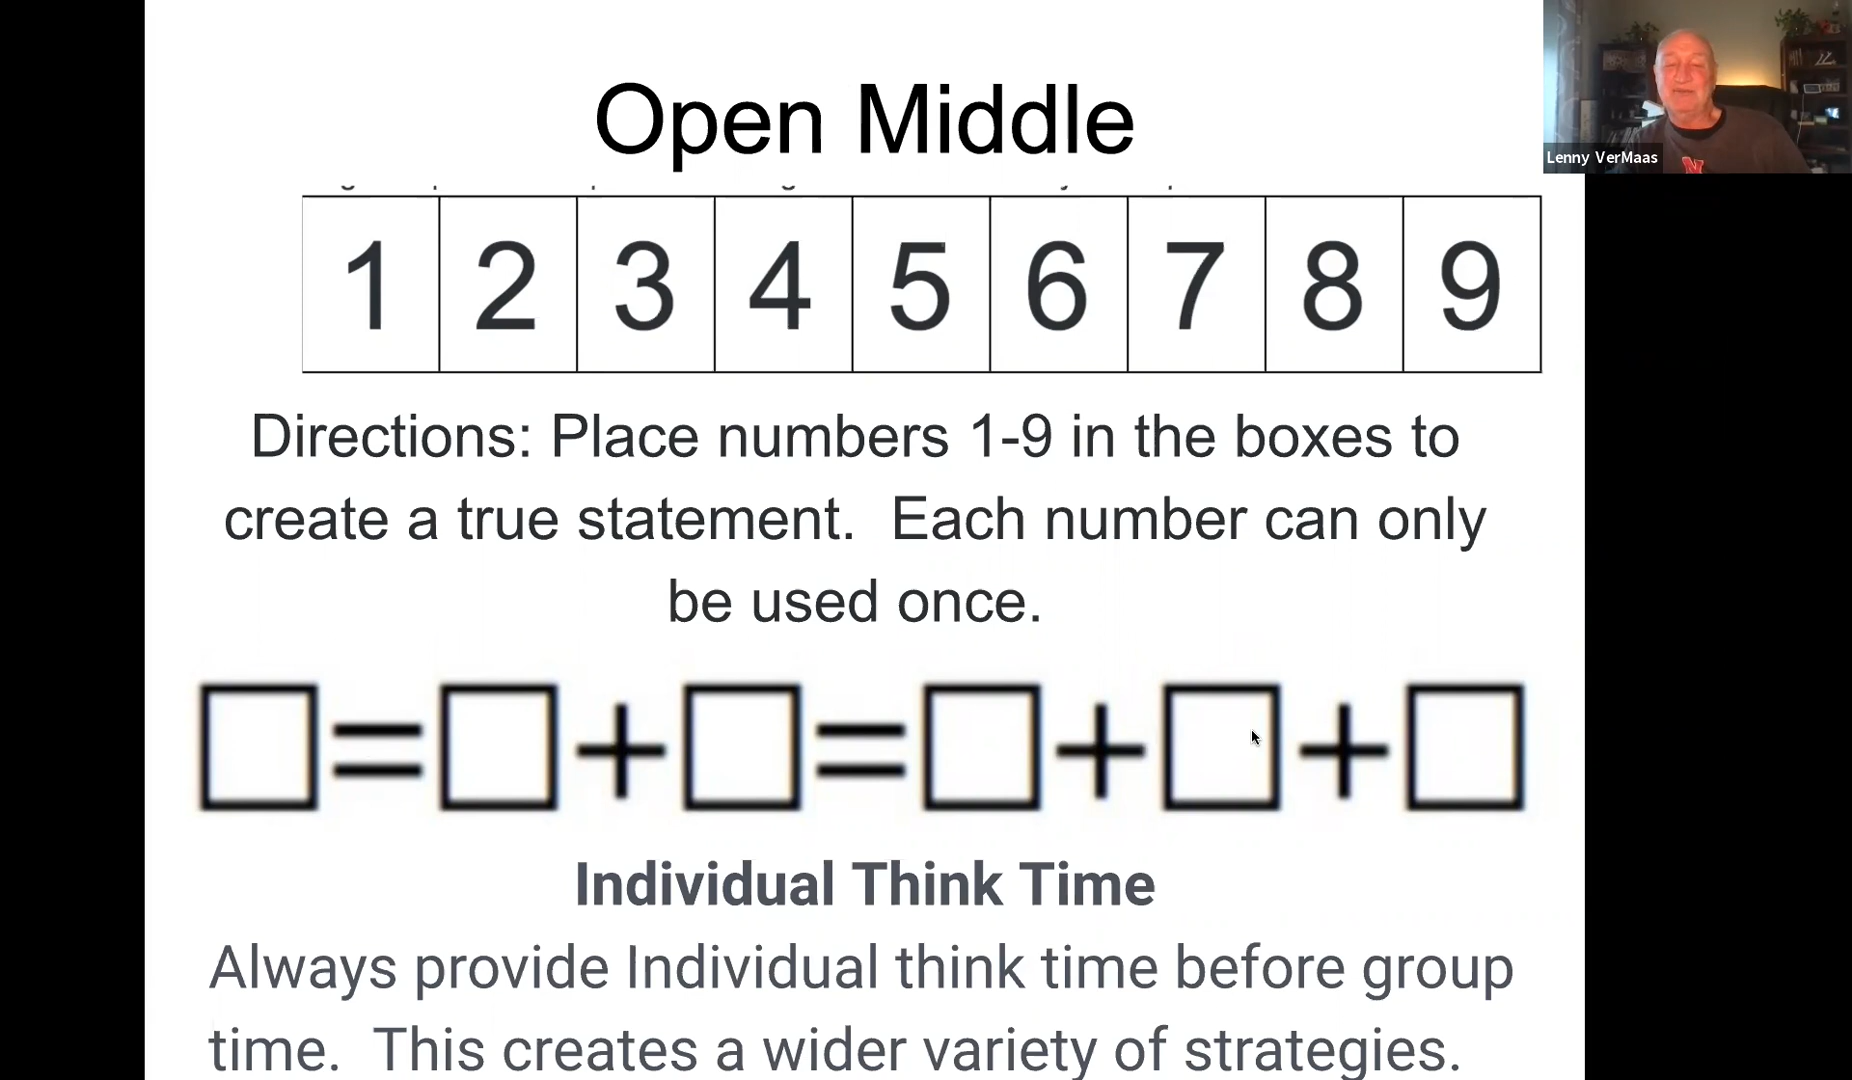 Open Middle
Lenny VerMaas
1 2 3 4 5 6 7 8 9
Directions: Place numbers 1-9 in the boxes to
create a true statement.  Each number can only
be used once.
□=□+□=□+□+□
Individual Think Time
Always provide Individual think time before group
time.  This creates a wider variety of strategies.